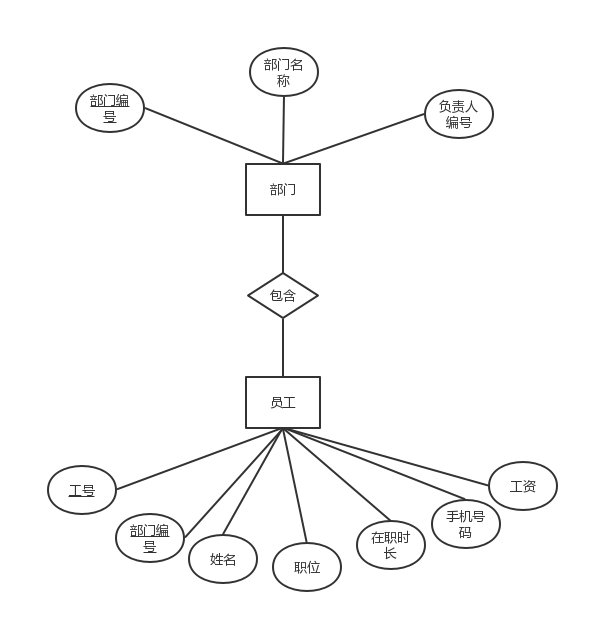 部门名
称
部门编
号
负责人
编号
部门
包含
员工
工号
部门编
号
姓名
职位
在职时
长
手机号
码
工资